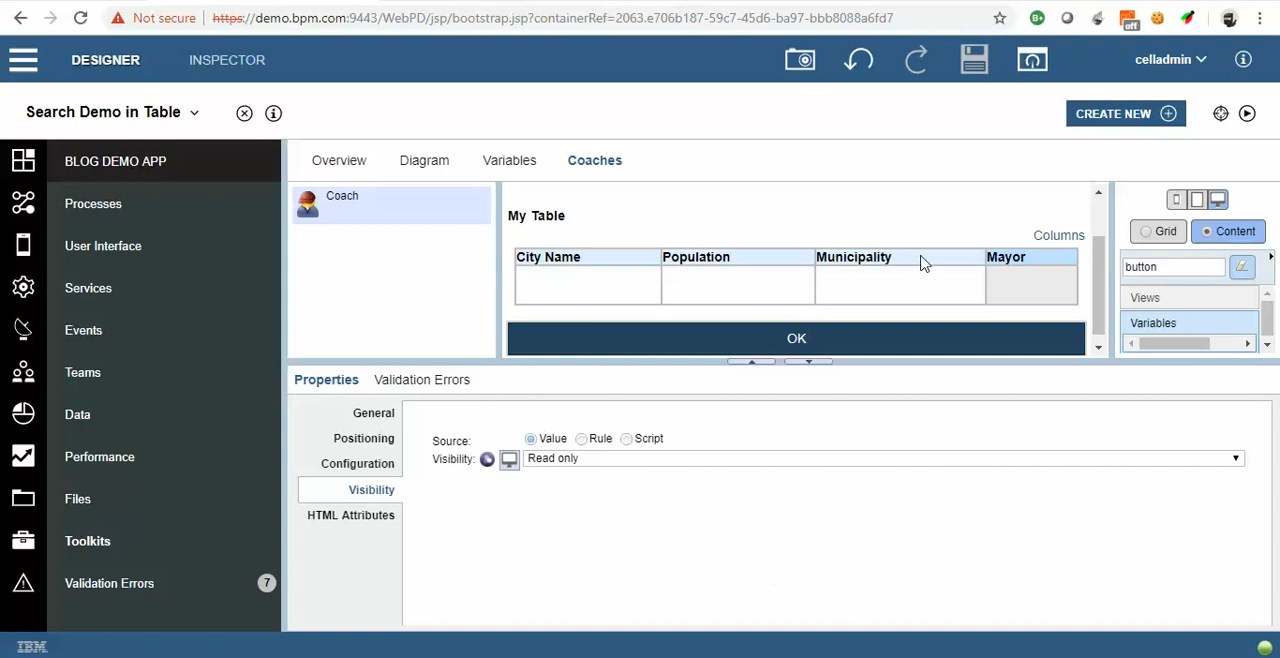 Not secure https://demo.bpm.com:9443/WebPD/jsp/bootstrap.jsp?containerRef=2063.e706b187-59c7-45d6-ba97-bbb8088a6fd7
off
DESIGNER INSPECTOR celladmin
Search Demo in Table CREATE NEW
BLOG DEMO APP
Processes
User Interface
Services
Events
Teams
Data
Performance
Files
Toolkits
Validation Errors 7
Overview Diagram Variables Coaches
Coach
My Table
Columns
City Name Population Municipality Mayor
OK
Grid Content
button
Views
Variables
Properties Validation Errors
General
Positioning
Configuration
Visibility
HTML Attributes
Source: Value Rule Script
Visibility: Read only
IBM